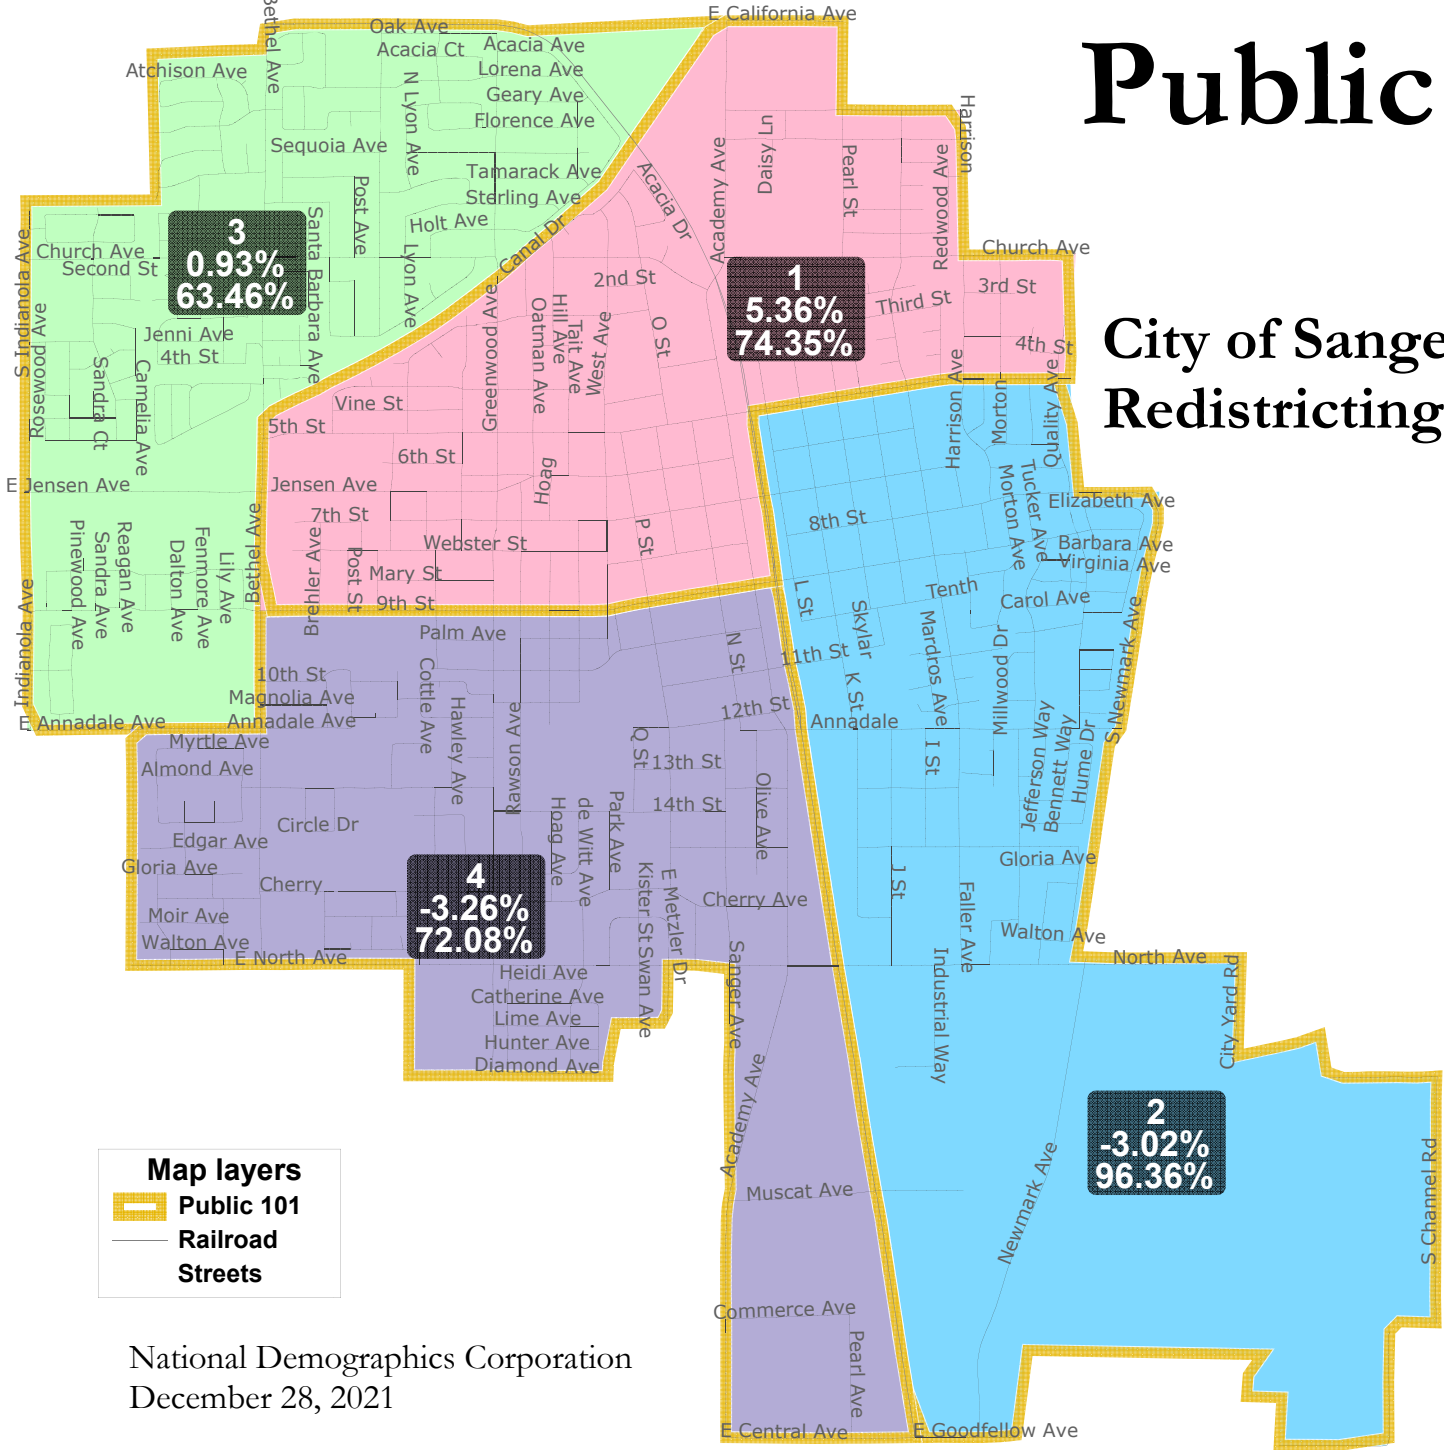 Public
City of Sange
Redistricting
E California Ave
Oak Ave
Acacia Ct
Acacia Ave
Bethel Ave
Atchison Ave
N Lyon Ave
Lorena Ave
Geary Ave
Florence Ave
Sequoia Ave
Tamarack Ave
Sterling Ave
Post Ave
Holt Ave
Santa Barbara Ave
Lyon Ave
Canal Dr
S Indianola Ave
Church Ave
Second St
3
0.93%
63.46%
Rosewood Ave
Jenni Ave
4th St
Sandra Ct
Camelia Ave
E Jensen Ave
Pinewood Ave
Sandra Ave
Reagan Ave
Dalton Ave
Fenmore Ave
Lily Ave
Bethel Ave
Indianola Ave
E Annadale Ave
Acacia Dr
Academy Ave
Daisy Ln
Pearl St
Redwood Ave
Harrison
Church Ave
2nd St
O St
1
5.36%
74.35%
Third St
3rd St
4th St
Greenwood Ave
Oatman Ave
Hill Ave
Tait Ave
West Ave
Vine St
5th St
6th St
Hoag
Jensen Ave
7th St
Webster St
P St
Brehler Ave
Post St
Mary St
9th St
Harrison Ave
Morton
Quality Ave
Tucker Ave
Morton Ave
Elizabeth Ave
8th St
Barbara Ave
Virginia Ave
L St
Tenth
Carol Ave
Skylar
Mardros Ave
Millwood Dr
S Newmark Ave
11th St
K St
Annadale
I St
Jefferson Way
Bennett Way
Hume Dr
Gloria Ave
J St
Faller Ave
Walton Ave
North Ave
Industrial Way
City Yard Rd
2
-3.02%
96.36%
Newmark Ave
S Channel Rd
E Goodfellow Ave
Palm Ave
10th St
Magnolia Ave
Annadale Ave
Cottle Ave
Hawley Ave
Rawson Ave
N St
12th St
Myrtle Ave
Almond Ave
Q St
13th St
14th St
Olive Ave
Circle Dr
Edgar Ave
Hoag Ave
de Witt Ave
Park Ave
Gloria Ave
Cherry
4
-3.26%
72.08%
Kister St
E Metzler Dr
Cherry Ave
Moir Ave
Walton Ave
E North Ave
Swan Ave
Sanger Ave
Heidi Ave
Catherine Ave
Lime Ave
Hunter Ave
Diamond Ave
Academy Ave
Muscat Ave
Commerce Ave
Pearl Ave
E Central Ave
Map layers
Public 101
Railroad
Streets
National Demographics Corporation
December 28, 2021